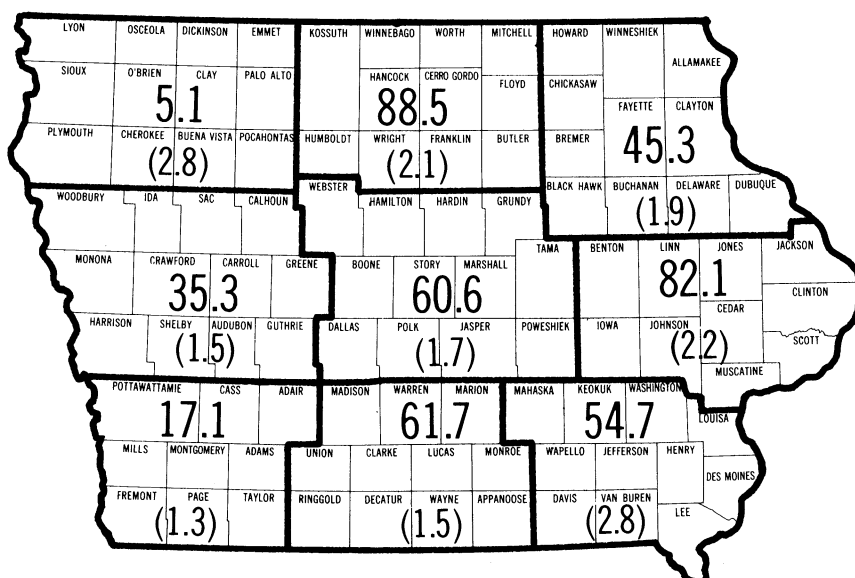 LYON OSCEOLA DICKINSON EMMET KOSSUTH WINNEBAGO WORTH MITCHELL HOWARD WINNESHIEK
ALLAMAKEE
SIOUX O'BRIEN CLAY PALO ALTO HANCOCK CERRO GORDO FLOYD CHICKASAW
5.1 88.5 FAYETTE CLAYTON
PLYMOUTH CHEROKEE BUENA VISTA POCAHONTAS HUMBOLDT WRIGHT FRANKLIN BUTLER BREMER 45.3
(2.8) (2.1)
WEBSTER BLACK HAWK BUCHANAN DELAWARE DUBUQUE
WOODBURY IDA SAC CALHOUN HAMILTON HARDIN GRUNDY (1.9)
TAMA BENTON LINN JONES JACKSON
MONONA CRAWFORD CARROLL GREENE BOONE STORY MARSHALL 82.1
35.3 60.6 CLINTON
CEDAR
HARRISON SHELBY AUDUBON GUTHRIE DALLAS POLK JASPER POWESHIEK IOWA JOHNSON SCOTT
(1.5) (1.7) (2.2)
MUSCATINE
POTTAWATTAMIE CASS ADAIR MADISON WARREN MARION MAHASKA KEOKUK WASHINGTON
17.1 61.7 54.7 LOUISA
MILLS MONTGOMERY ADAMS UNION CLARKE LUCAS MONROE WAPELLO JEFFERSON HENRY
DES MOINES
FREMONT PAGE TAYLOR RINGGOLD DECATUR WAYNE APPANOOSE DAVIS VAN BUREN LEE
(1.3) (1.5) (2.8)